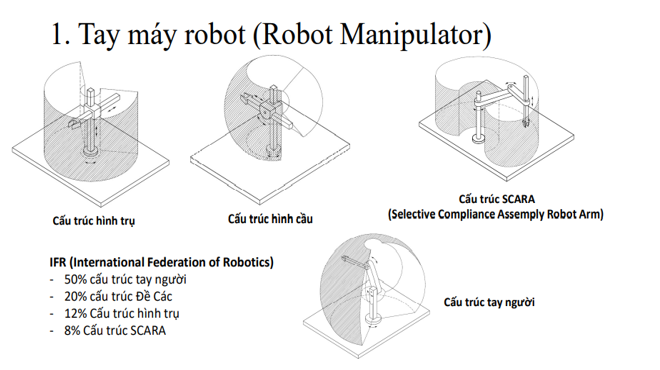 1. Tay máy robot (Robot Manipulator)
Cấu trúc hình trụ
Cấu trúc hình cầu
Cấu trúc SCARA
(Selective Compliance Assemply Robot Arm)
IFR (International Federation of Robotics)
- 50% cấu trúc tay người
- 20% cấu trúc Đề Các
- 12% Cấu trúc hình trụ
- 8% Cấu trúc SCARA
Cấu trúc tay người